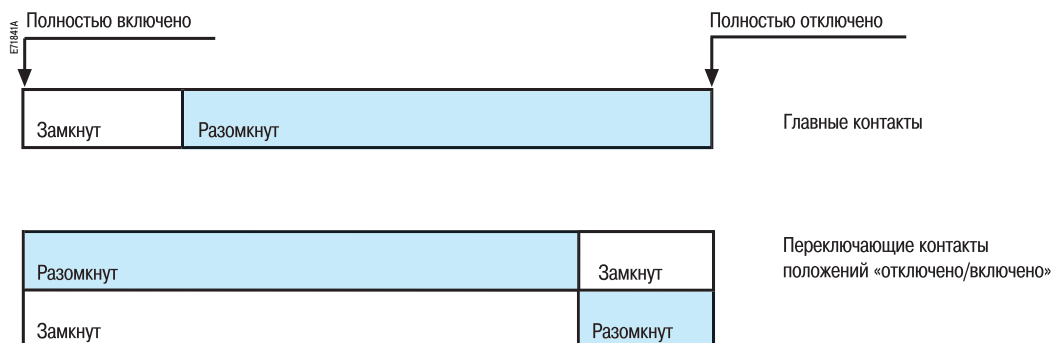 Полностью включено
Полностью отключено
E71841A
Замкнут
Разомкнут
Главные контакты
Разомкнут
Замкнут
Переключающие контакты
положений «отключено/включено»
Замкнут
Разомкнут